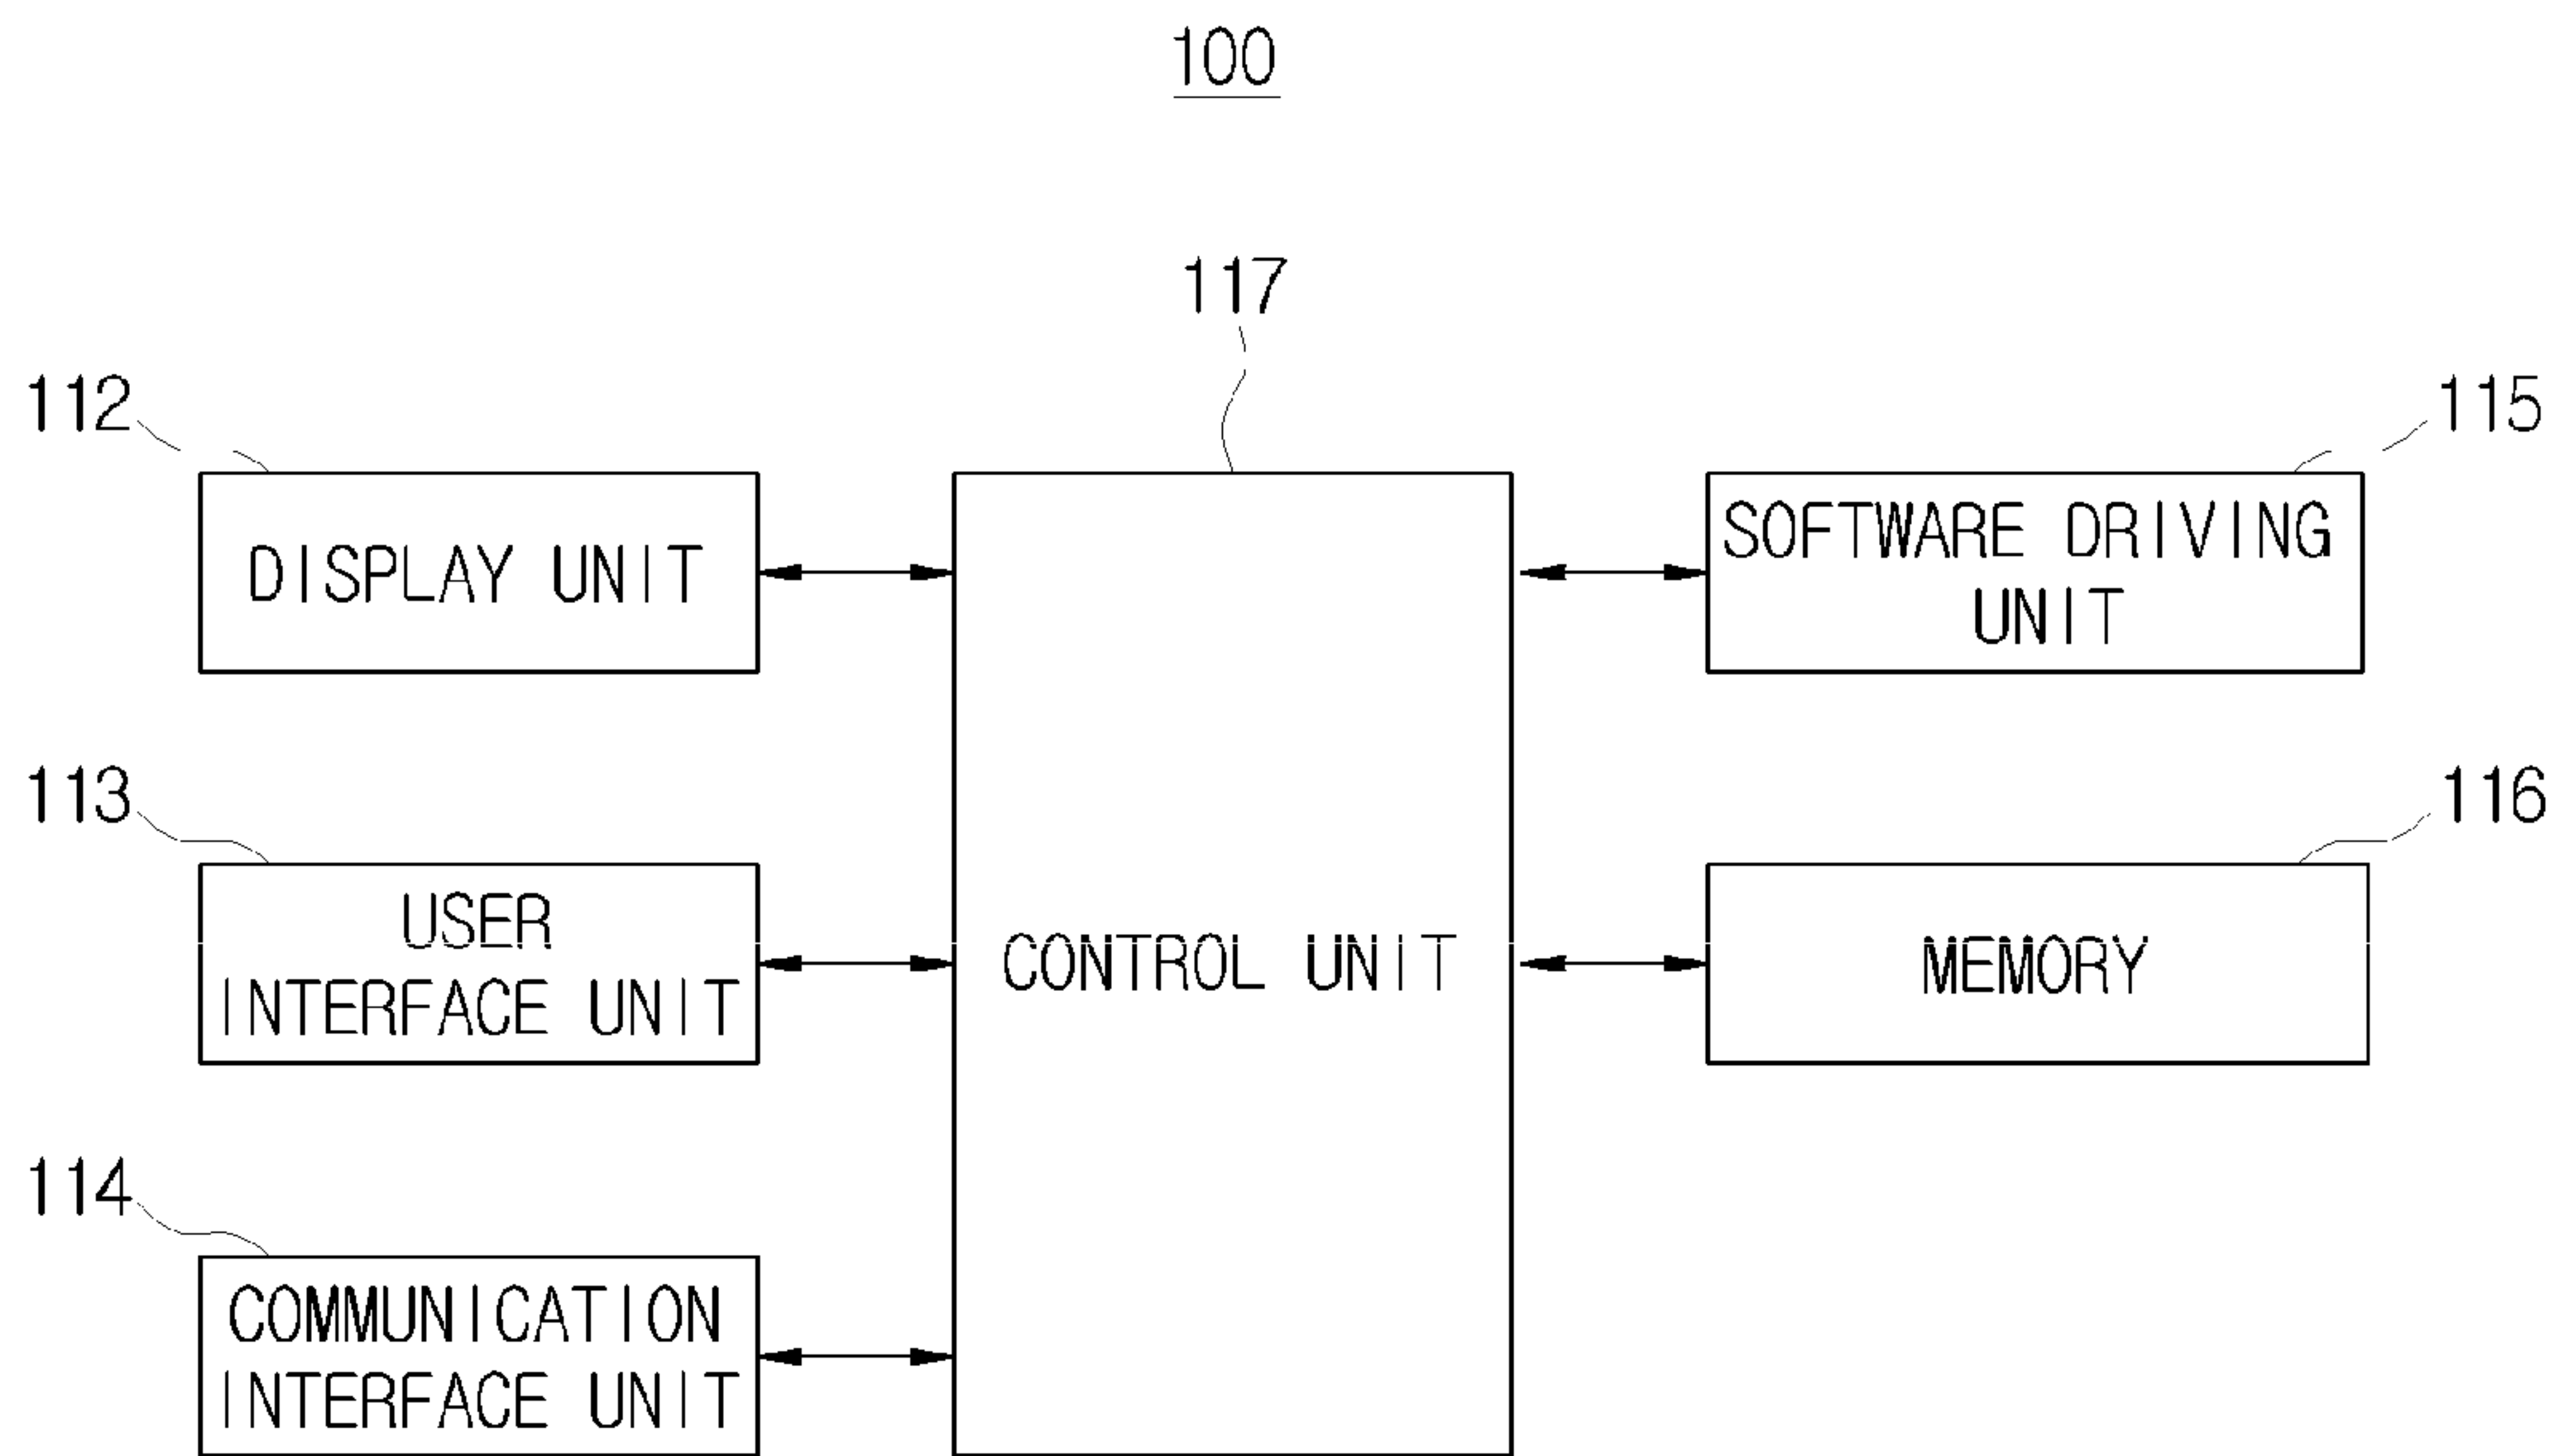 100
117
112
115
DISPLAY UNIT
SOFTWARE DRIVING
UNIT
113
116
USER
INTERFACE UNIT
CONTROL UNIT
MEMORY
114
COMMUNICATION
INTERFACE UNIT